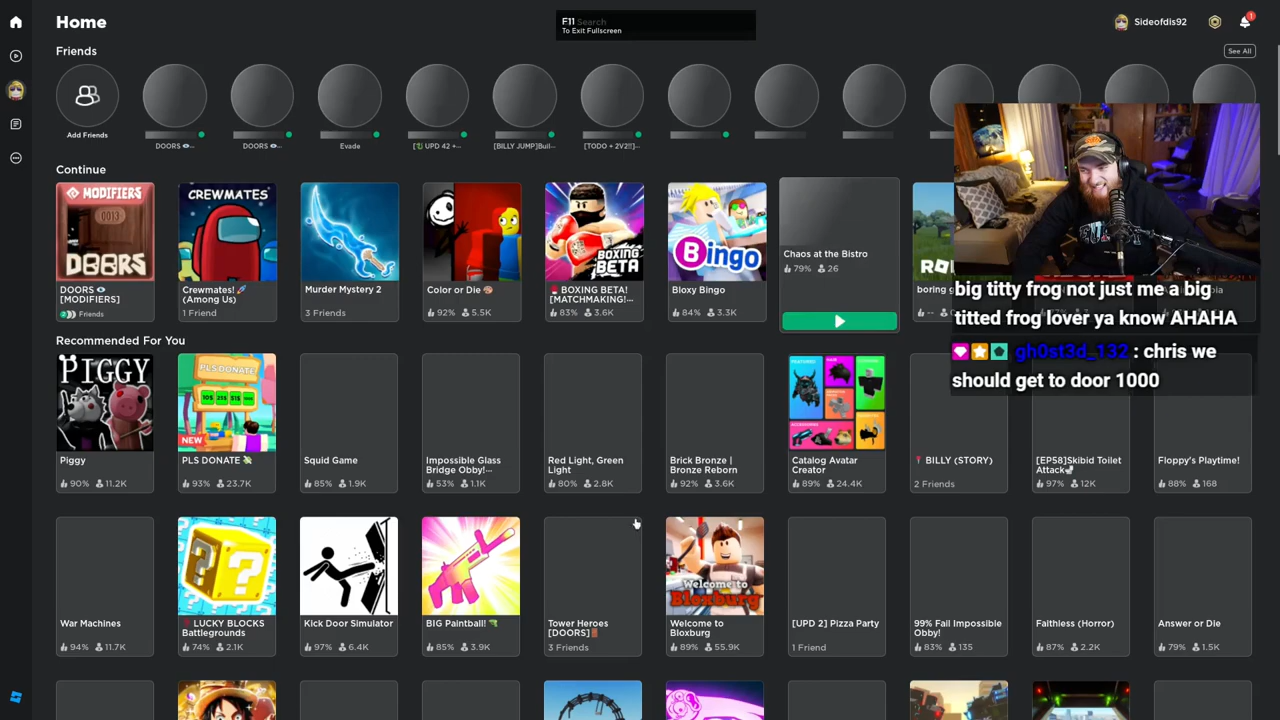 Home
F11 Search
To Exit Fullscreen
Sideofdis92
1
Friends
See All
Add Friends
DOORS
DOORS
Evade
UPD 42 +...
[BILLY JUMP]Buil...
[TODO + 2V2!!]...
Continue
MODIFIERS
0013
DOORS
CREWMATES
BOXING
BETA
Bingo
DOORS
[MODIFIERS]
Friends
Crewmates!
(Among Us)
1 Friend
Murder Mystery 2
3 Friends
Color or Die
92% 5.5K
BOXING BETA!
[MATCHMAKING!...
83% 3.6K
Bloxy Bingo
84% 3.3K
Chaos at the Bistro
79% 26
boring g
--
big titty frog not just me a big
titted frog lover ya know AHAHA
gh0st3d_132 : chris we
should get to door 1000
Recommended For You
PIGGY
PLS DONATE
NEW
Piggy
90% 11.2K
PLS DONATE
93% 23.7K
Squid Game
85% 1.9K
Impossible Glass
Bridge Obby!...
53% 1.1K
Red Light, Green
Light
80% 2.8K
Brick Bronze |
Bronze Reborn
92% 3.6K
Catalog Avatar
Creator
89% 24.4K
BILLY (STORY)
2 Friends
[EP58]Skibid Toilet
Attack
97% 12K
Floppy's Playtime!
88% 168
Welcome to
Bloxburg
War Machines
94% 11.7K
LUCKY BLOCKS
Battlegrounds
74% 2.1K
Kick Door Simulator
97% 6.4K
BIG Paintball!
85% 3.9K
Tower Heroes
[DOORS]
3 Friends
Welcome to
Bloxburg
89% 55.9K
[UPD 2] Pizza Party
1 Friend
99% Fail Impossible
Obby!
83% 135
Faithless (Horror)
87% 2.2K
Answer or Die
79% 1.5K